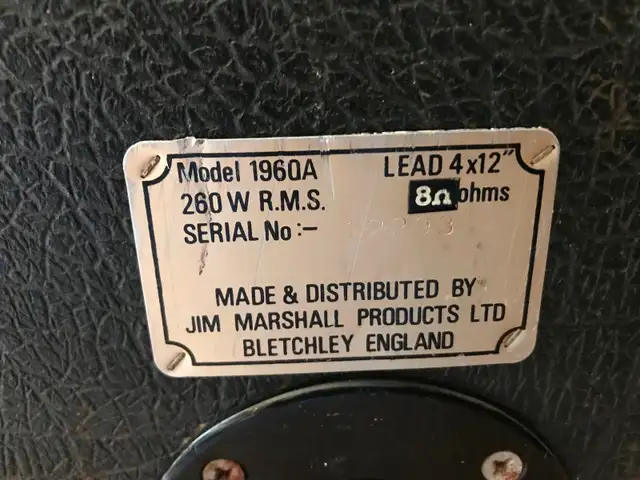 Model 1960A LEAD 4x12"
260 W R.M.S. 8Ω ohms
SERIAL No :-
MADE & DISTRIBUTED BY
JIM MARSHALL PRODUCTS LTD
BLETCHLEY ENGLAND